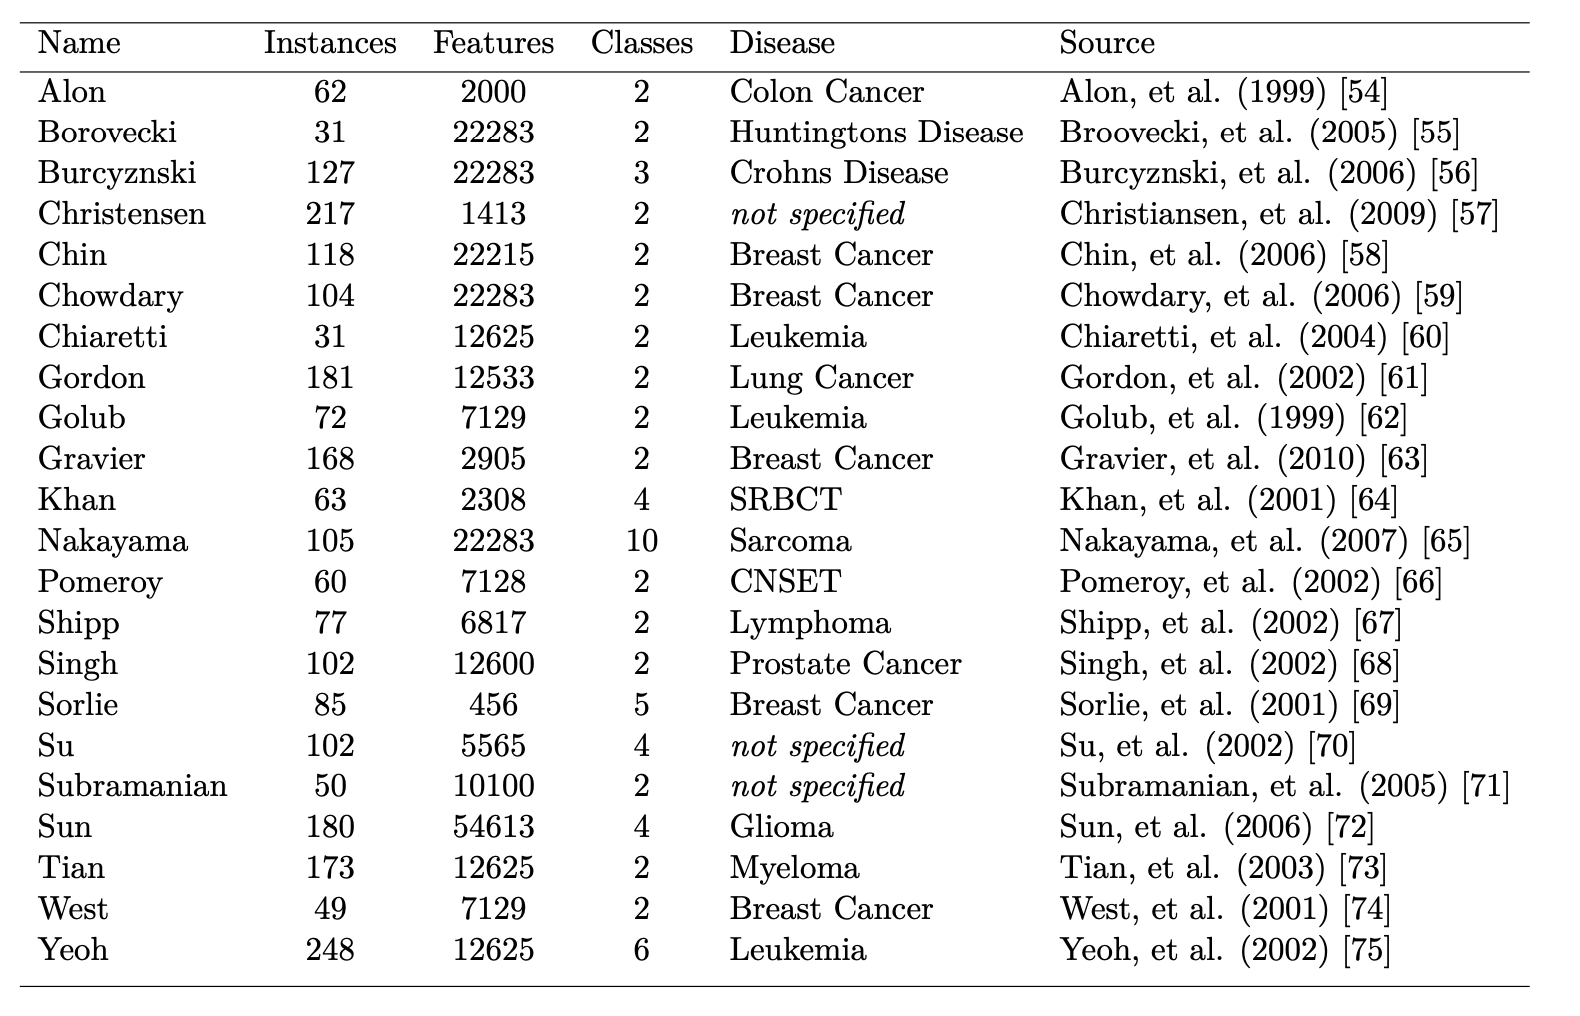 Name Instances Features Classes Disease Source
Alon 62 2000 2 Colon Cancer Alon, et al. (1999) [54]
Borovecki 31 22283 2 Huntingtons Disease Broovecki, et al. (2005) [55]
Burcyznski 127 22283 3 Crohns Disease Burcyznski, et al. (2006) [56]
Christensen 217 1413 2 not specified Christiansen, et al. (2009) [57]
Chin 118 22215 2 Breast Cancer Chin, et al. (2006) [58]
Chowdary 104 22283 2 Breast Cancer Chowdary, et al. (2006) [59]
Chiaretti 31 12625 2 Leukemia Chiaretti, et al. (2004) [60]
Gordon 181 12533 2 Lung Cancer Gordon, et al. (2002) [61]
Golub 72 7129 2 Leukemia Golub, et al. (1999) [62]
Gravier 168 2905 2 Breast Cancer Gravier, et al. (2010) [63]
Khan 63 2308 4 SRBCT Khan, et al. (2001) [64]
Nakayama 105 22283 10 Sarcoma Nakayama, et al. (2007) [65]
Pomeroy 60 7128 2 CNSET Pomeroy, et al. (2002) [66]
Shipp 77 6817 2 Lymphoma Shipp, et al. (2002) [67]
Singh 102 12600 2 Prostate Cancer Singh, et al. (2002) [68]
Sorlie 85 456 5 Breast Cancer Sorlie, et al. (2001) [69]
Su 102 5565 4 not specified Su, et al. (2002) [70]
Subramanian 50 10100 2 not specified Subramanian, et al. (2005) [71]
Sun 180 54613 4 Glioma Sun, et al. (2006) [72]
Tian 173 12625 2 Myeloma Tian, et al. (2003) [73]
West 49 7129 2 Breast Cancer West, et al. (2001) [74]
Yeoh 248 12625 6 Leukemia Yeoh, et al. (2002) [75]